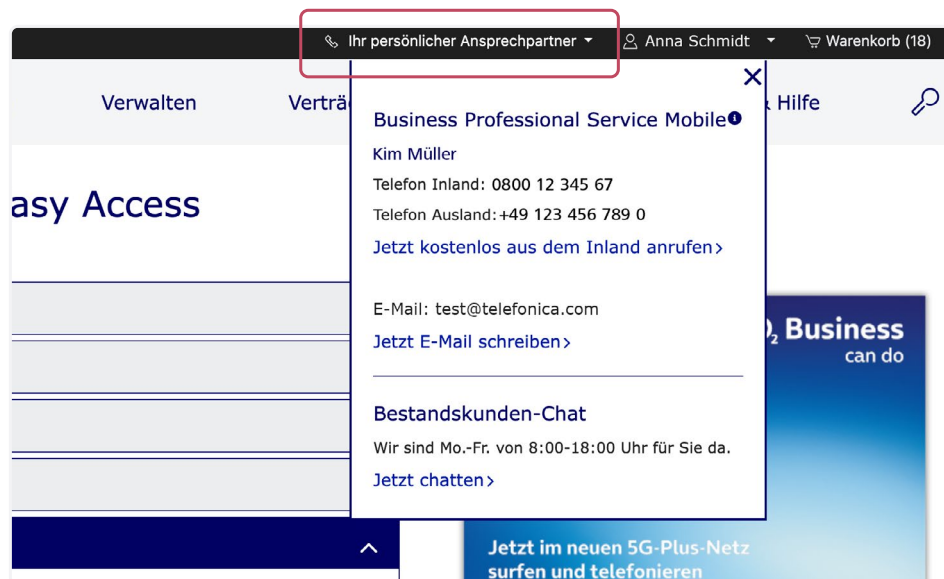 Ihr persönlicher Ansprechpartner
Anna Schmidt
Warenkorb (18)
Verwalten
Hilfe
Business Professional Service Mobile
Kim Müller
Telefon Inland: 0800 12 345 67
Telefon Ausland: +49 123 456 789 0
Jetzt kostenlos aus dem Inland anrufen
E-Mail: test@telefonica.com
Jetzt E-Mail schreiben
Bestandskunden-Chat
Wir sind Mo.-Fr. von 8:00-18:00 Uhr für Sie da.
Jetzt chatten
asy Access
Business
can do
Jetzt im neuen 5G-Plus-Netz
surfen und telefonieren